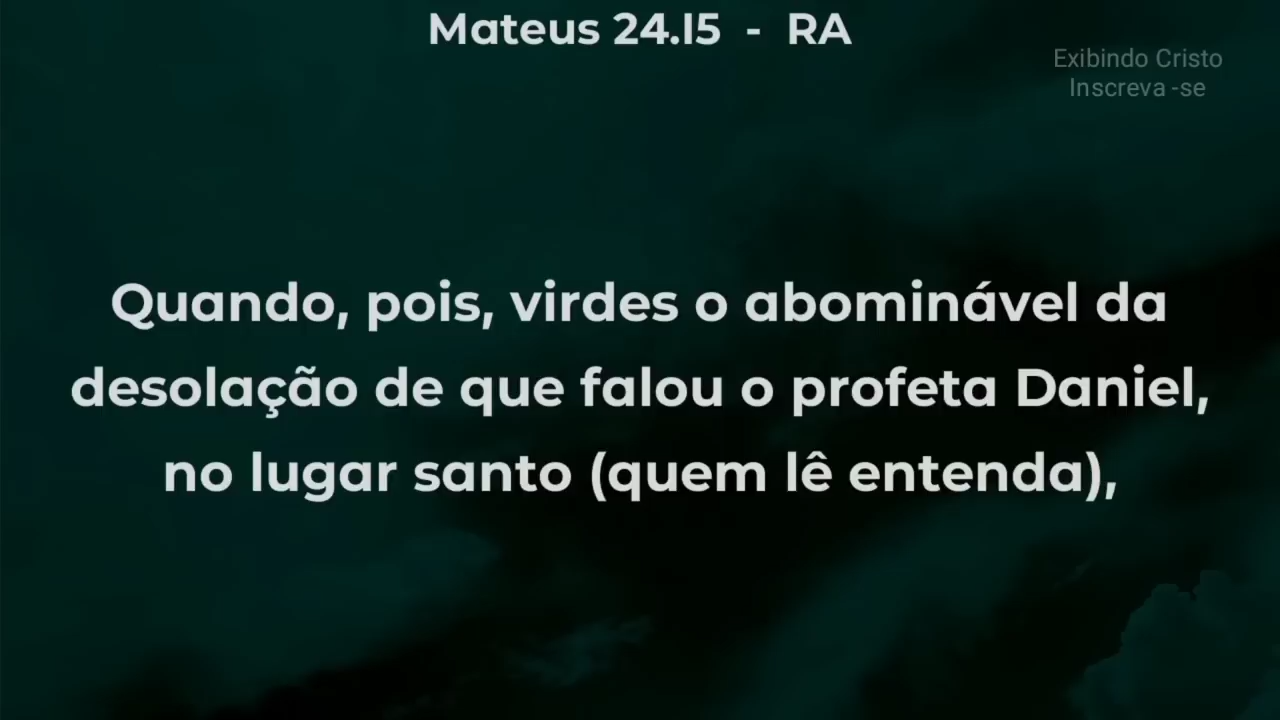 Mateus 24.I5 - RA
Exibindo Cristo
Inscreva -se
Quando, pois, virdes o abominável da
desolação de que falou o profeta Daniel,
no lugar santo (quem lê entenda),